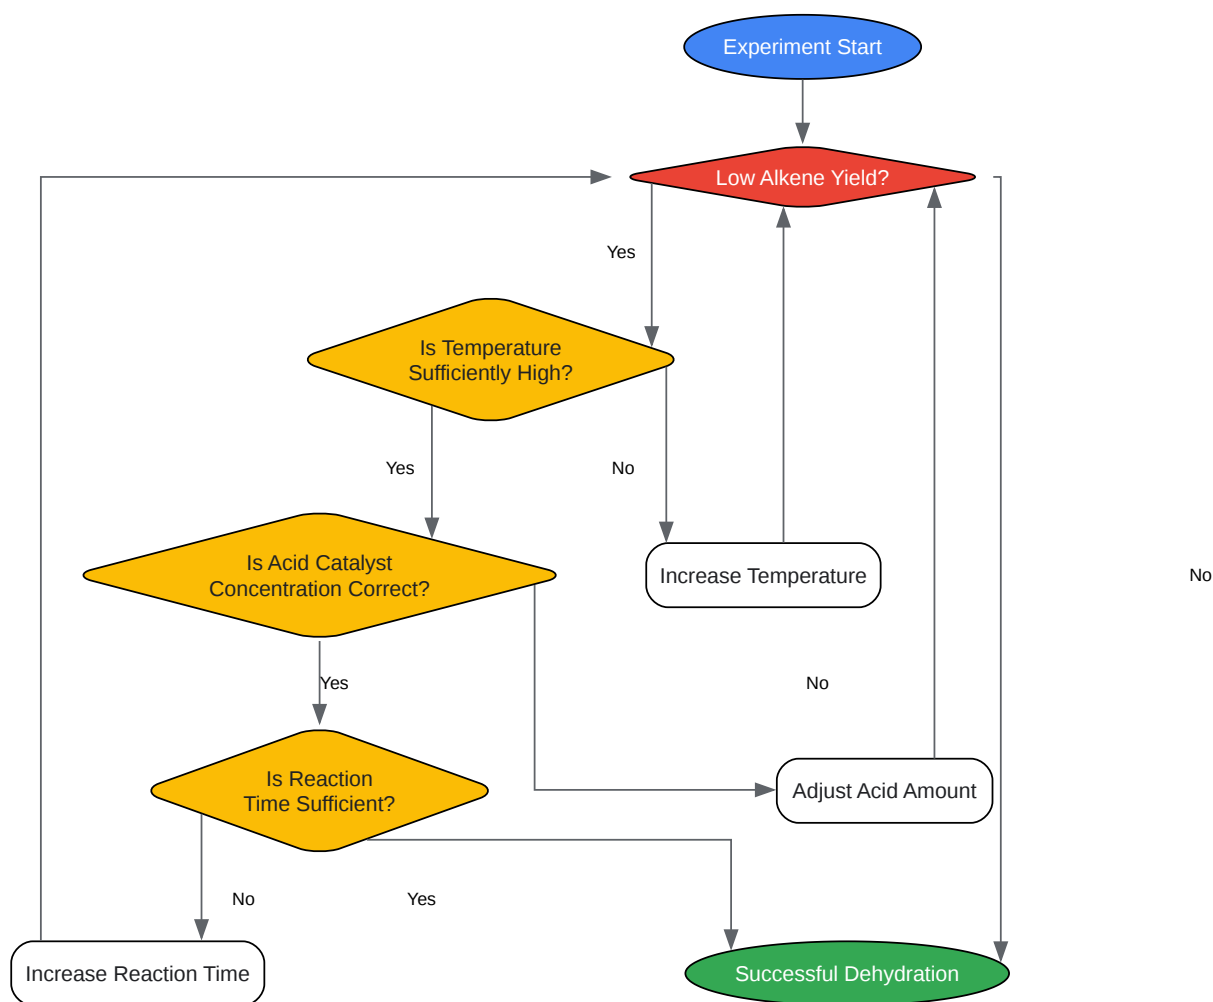 Experiment Start
Low Alkene Yield?
Yes
Is Temperature
Sufficiently High?
Yes
No
Is Acid Catalyst
Concentration Correct?
Increase Temperature
No
Yes
No
Is Reaction
Time Sufficient?
Adjust Acid Amount
No
Yes
Increase Reaction Time
Successful Dehydration